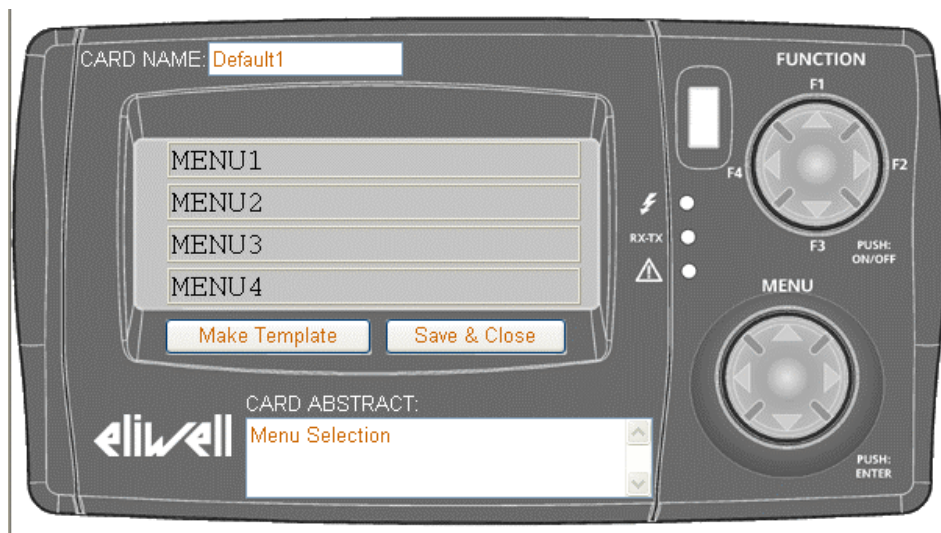 CARD NAME: Default1
MENU1
MENU2
MENU3
MENU4
Make Template Save & Close
CARD ABSTRACT:
Menu Selection
eliwell
RX-TX
FUNCTION
F1
F2
F4
F3
PUSH:
ON/OFF
MENU
PUSH:
ENTER